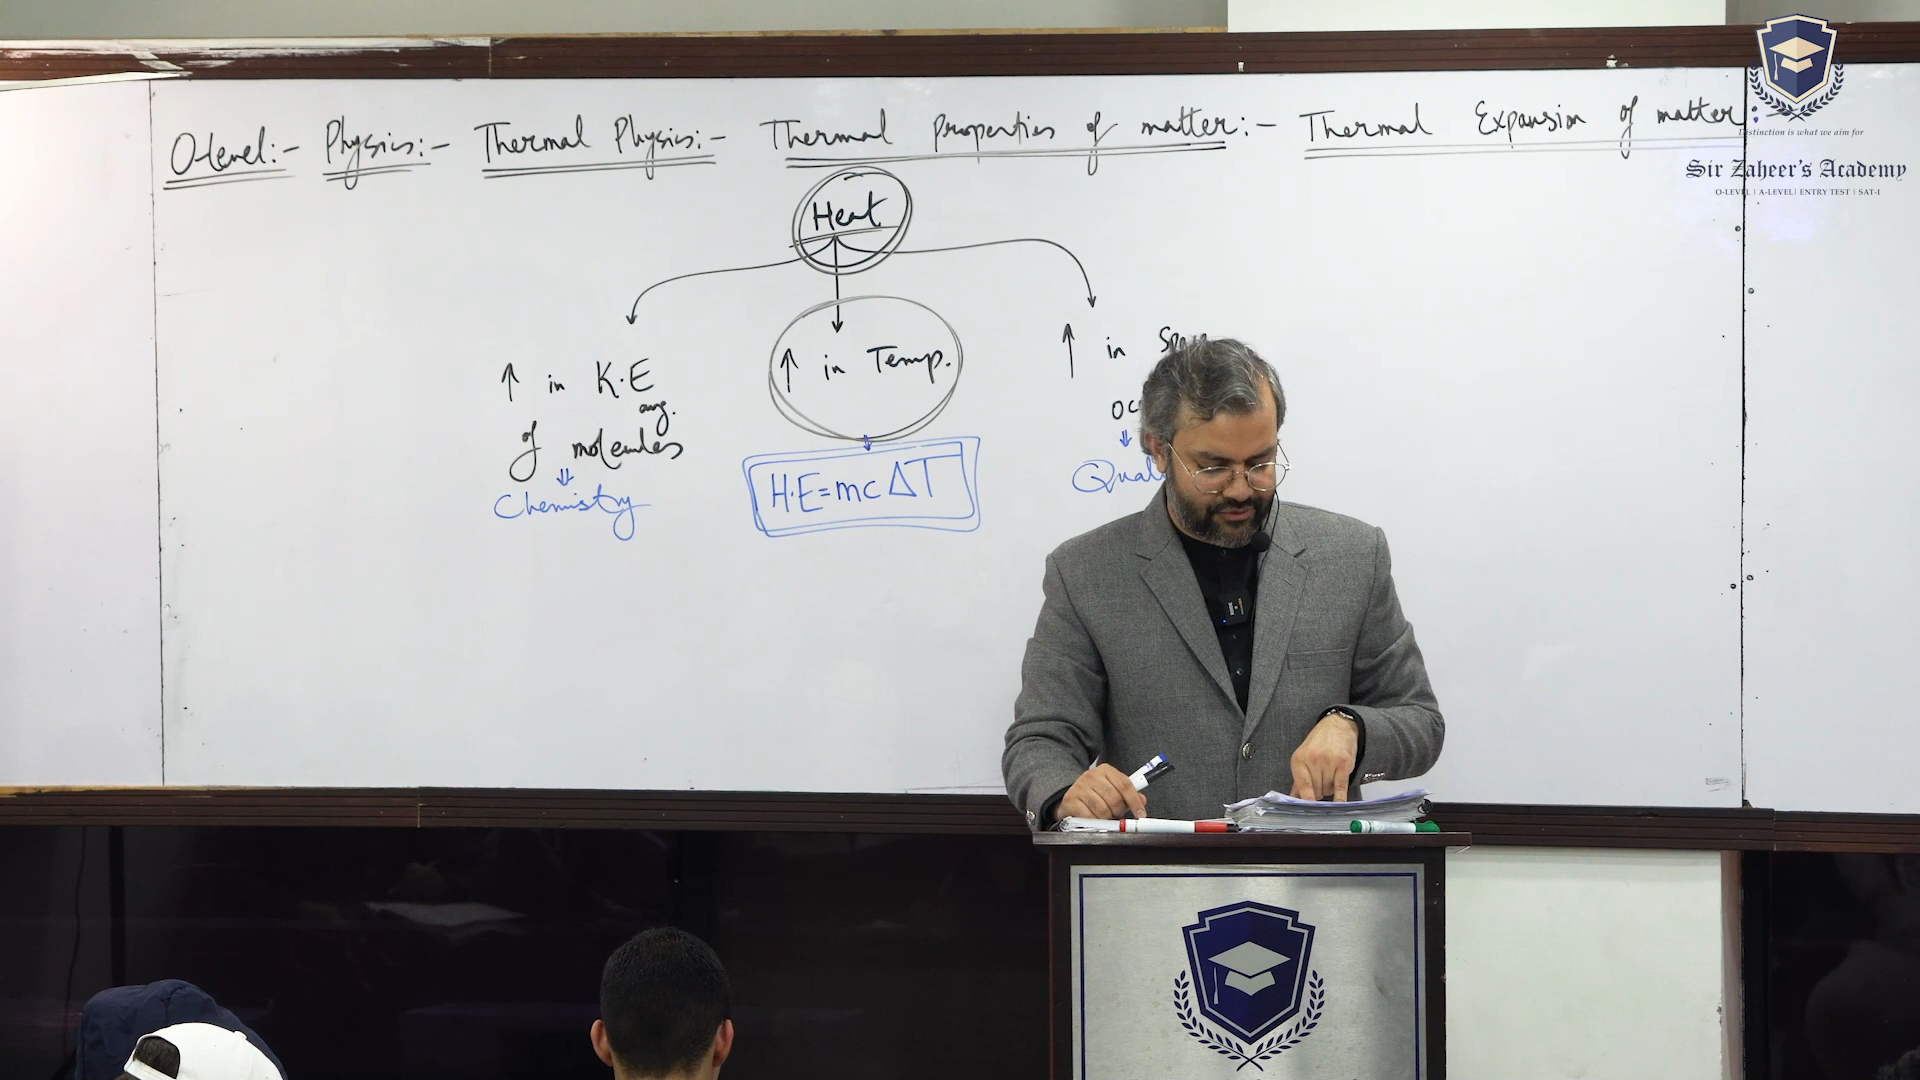 O-level:- Physics:- Thermal Physics:- Thermal Properties of matter:- Thermal Expansion of matter:
Distinction is what we aim for
Sir Zaheer's Academy
O-LEVEL | A-LEVEL | ENTRY TEST | SAT-I
Heat
↑ in K.E avg.
of molecules
⇓
Chemistry
↑ in Temp.
H.E=mcΔT
↑ in
⇓